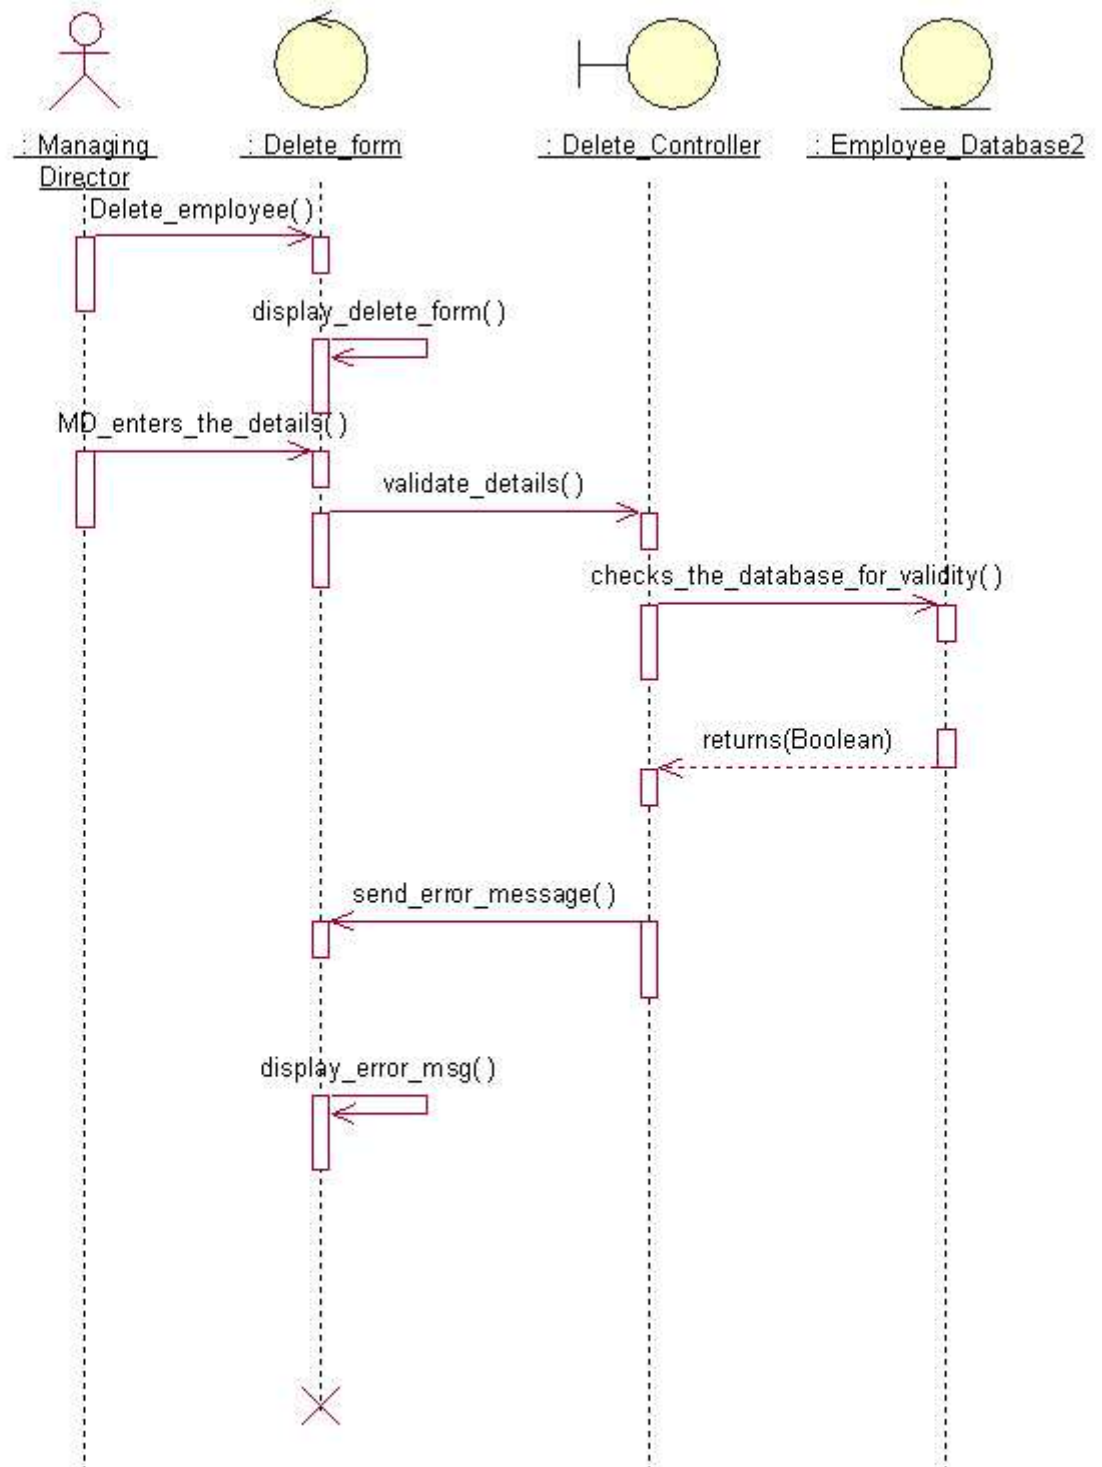 : Managing
Director
: Delete_form
: Delete_Controller
: Employee_Database2
Delete_employee( )
display_delete_form( )
MD_enters_the_details( )
validate_details( )
checks_the_database_for_validity( )
returns(Boolean)
send_error_message( )
display_error_msg( )